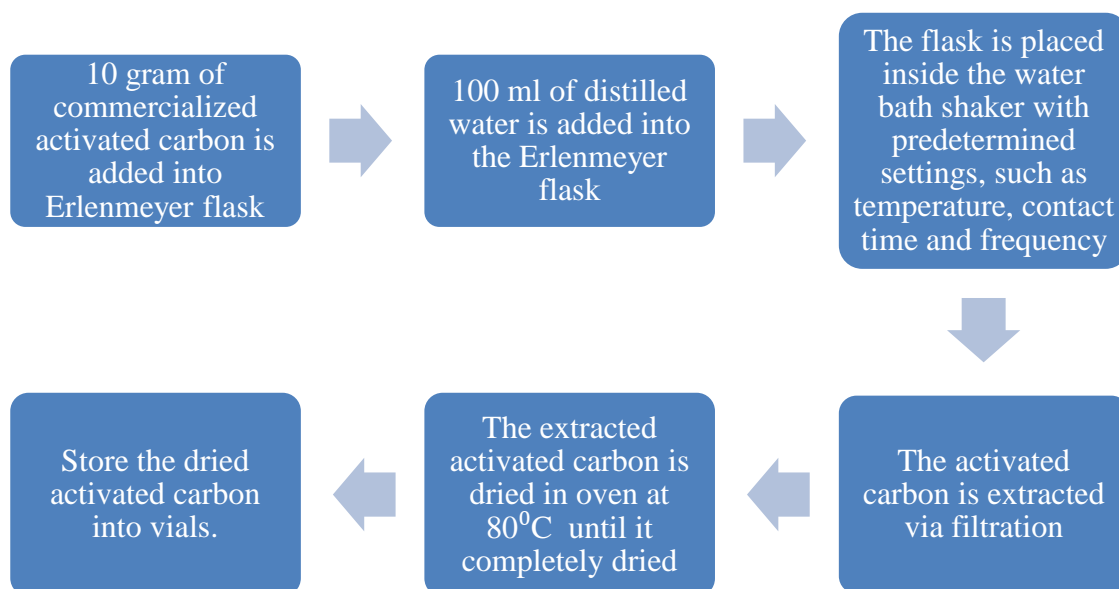 10 gram of
commercialized
activated carbon is
added into
Erlenmeyer flask
100 ml of distilled
water is added into
the Erlenmeyer
flask
The flask is placed
inside the water
bath shaker with
predetermined
settings, such as
temperature, contact
time and frequency
The activated
carbon is extracted
via filtration
The extracted
activated carbon is
dried in oven at
80⁰C until it
completely dried
Store the dried
activated carbon
into vials.